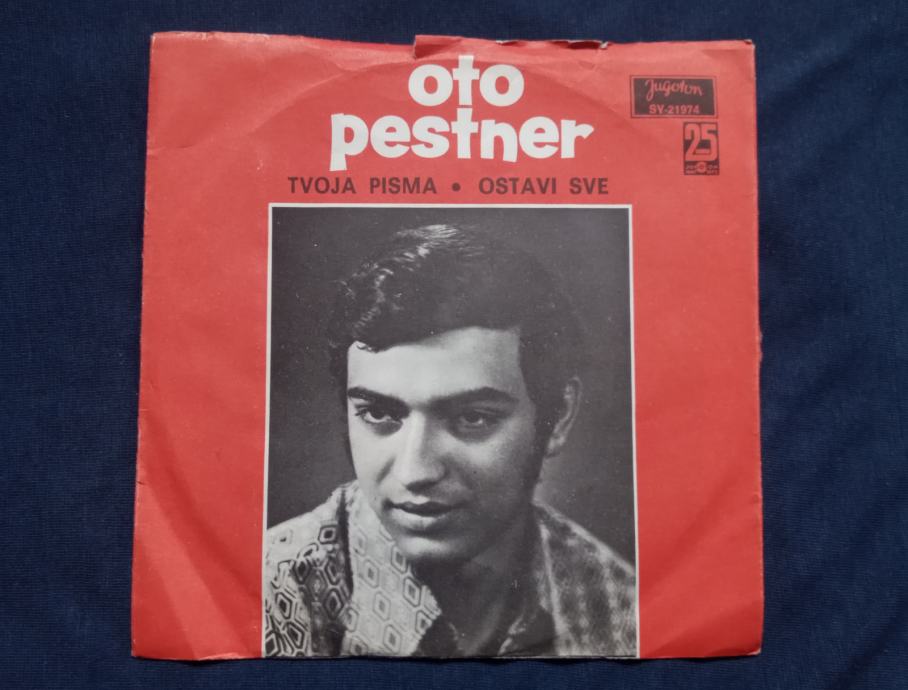 oto
pestner
TVOJA PISMA • OSTAVI SVE
Jugoton
SY-21974
25